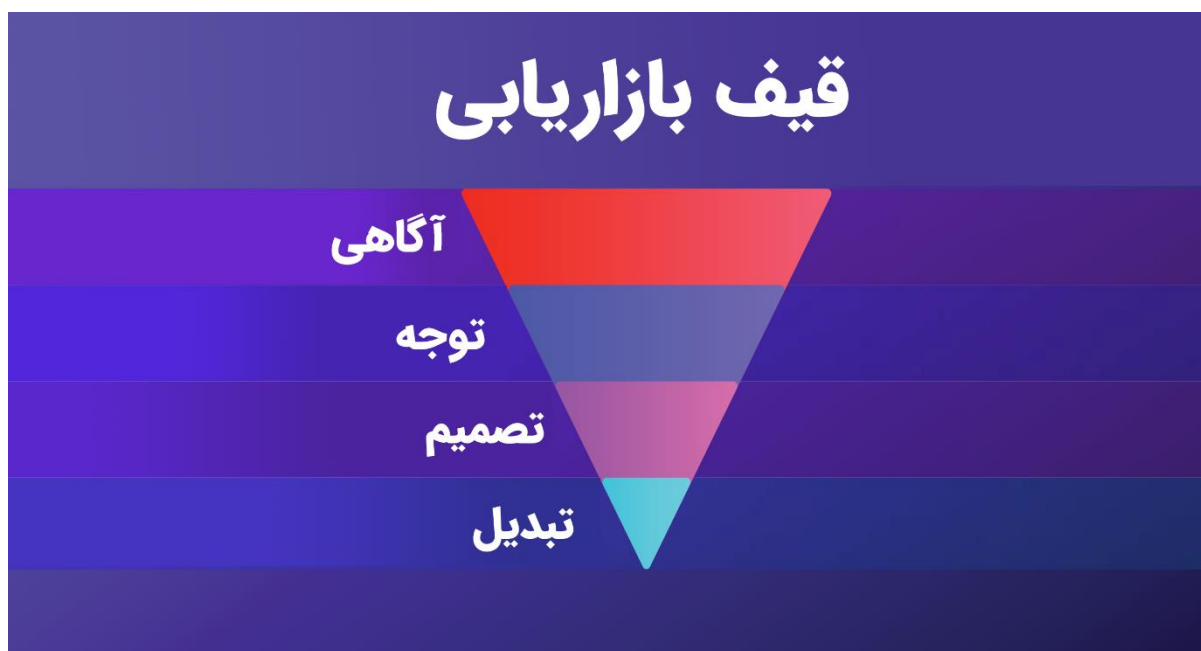 قیف بازاریابی
آگاهی
توجه
تصمیم
تبدیل